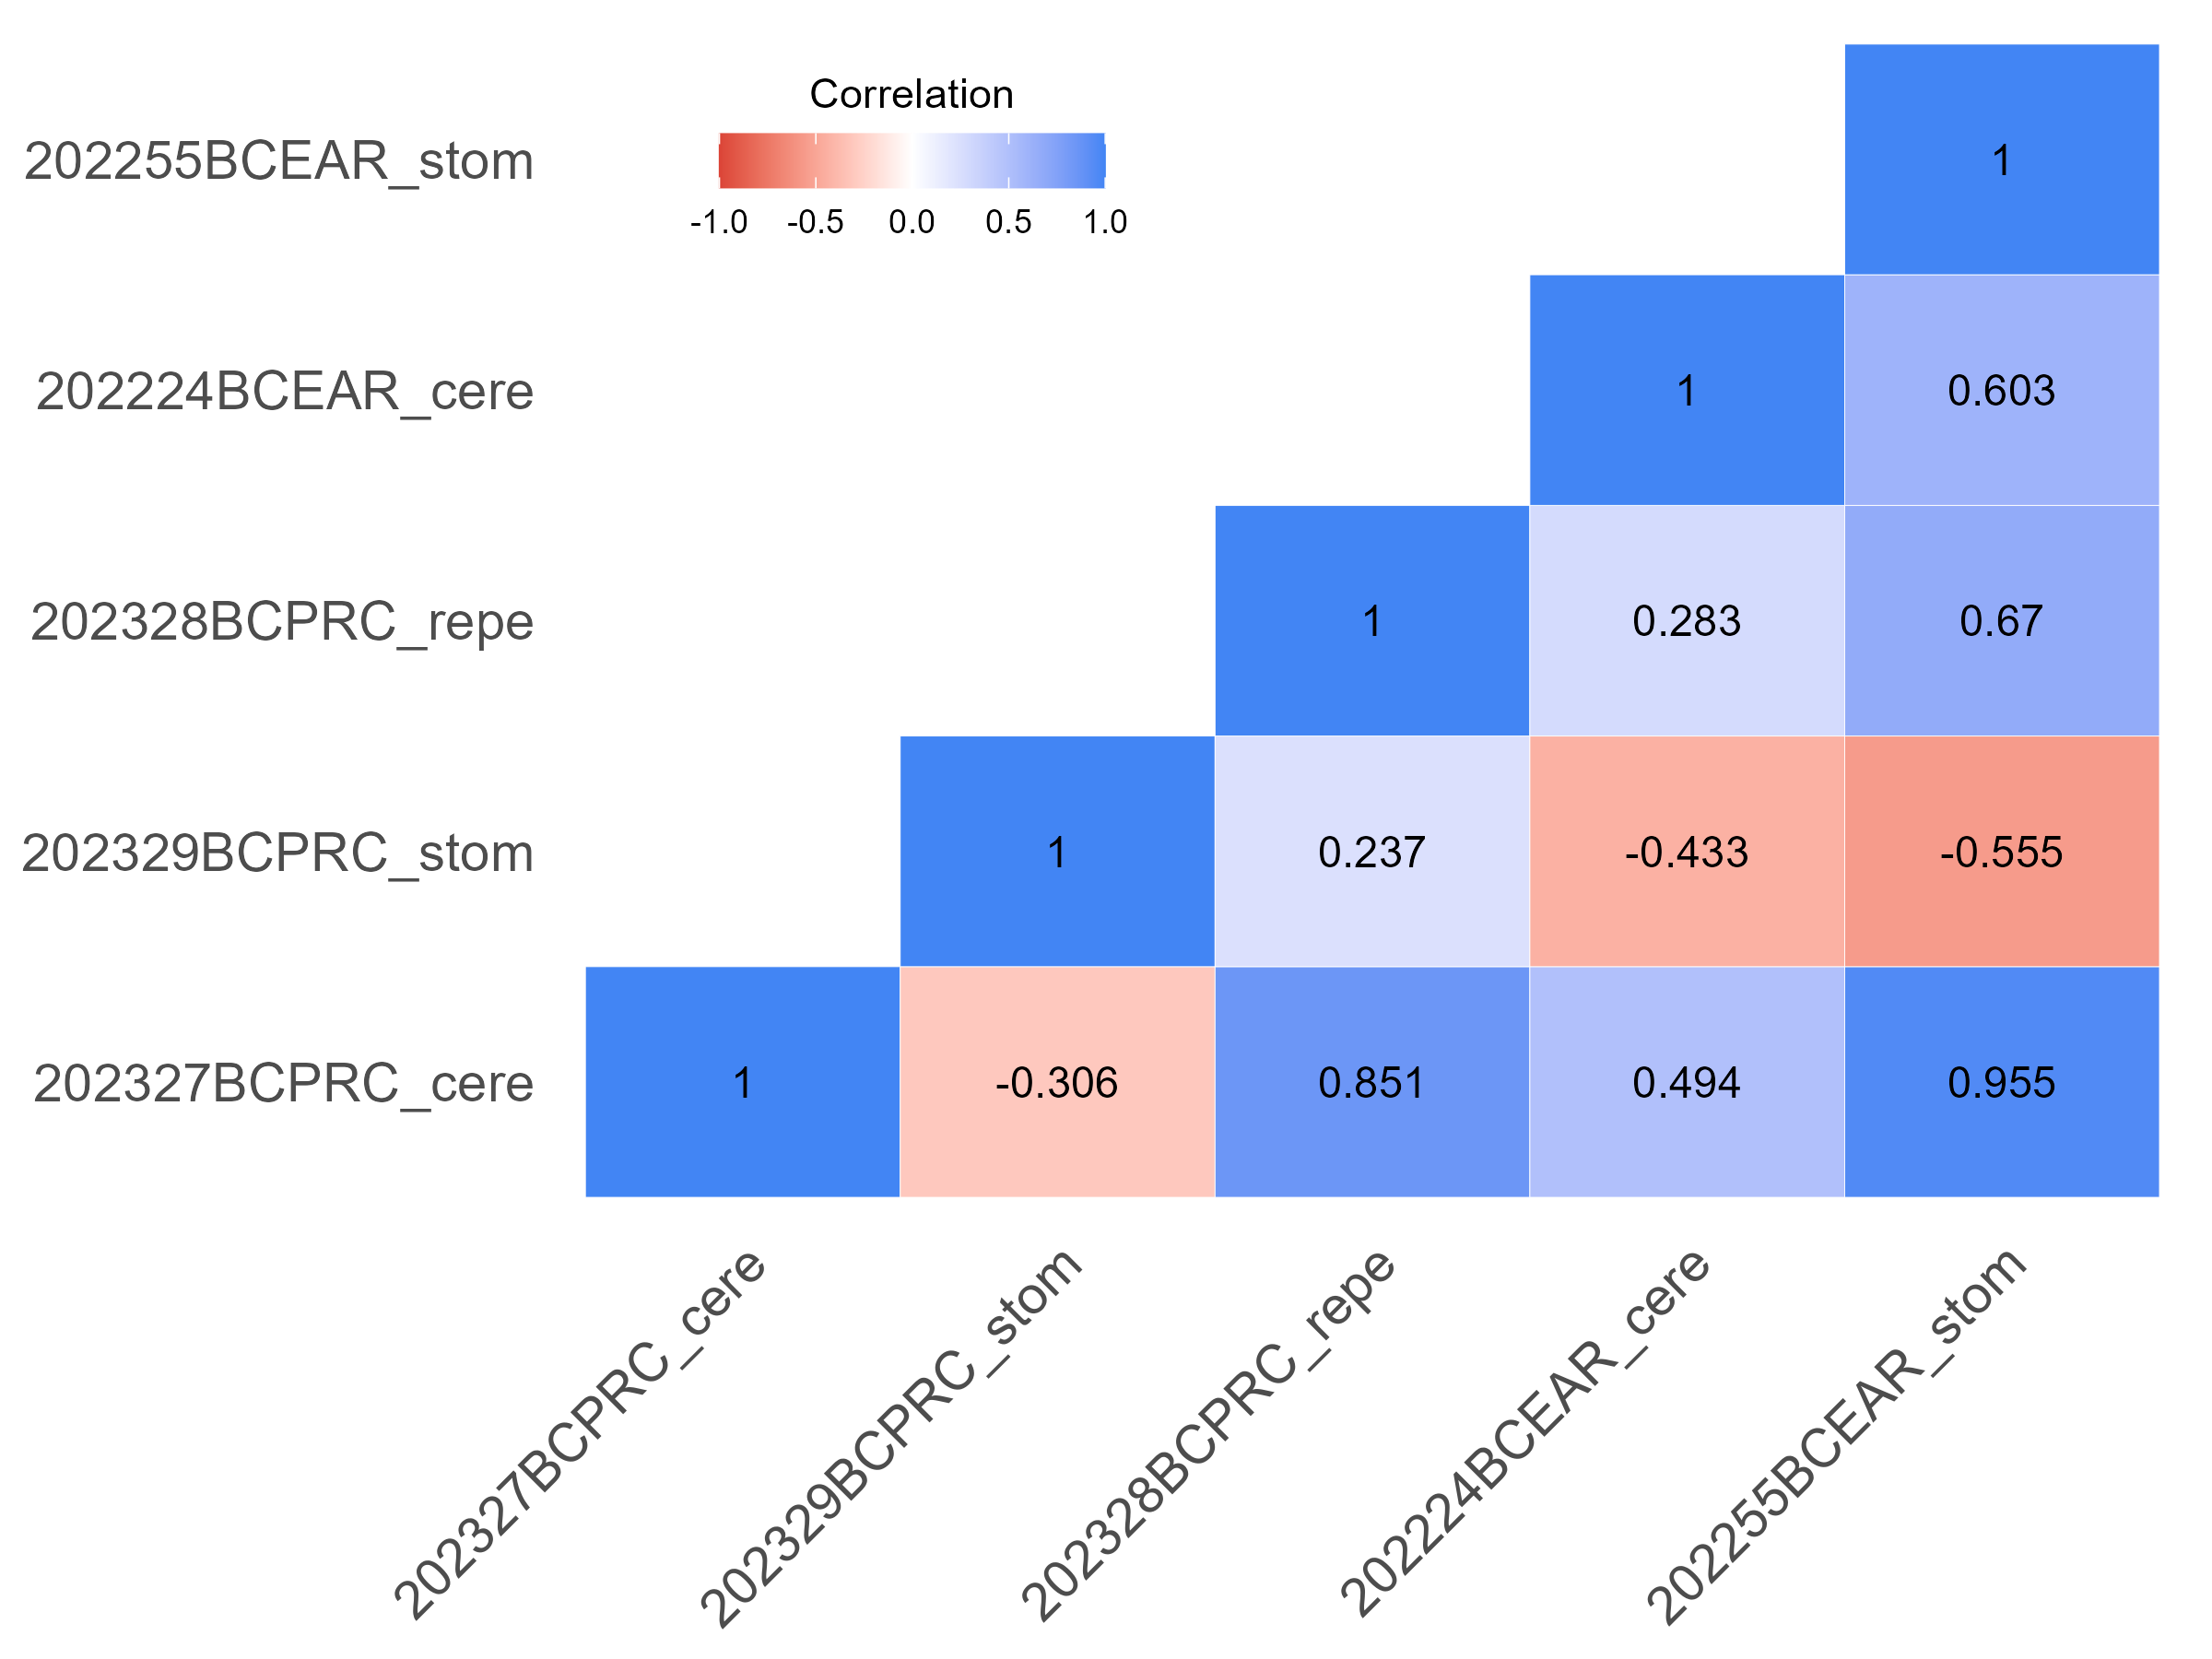 Correlation
-1.0 -0.5 0.0 0.5 1.0
202255BCEAR_stom 1
202224BCEAR_cere 1 0.603
202328BCPRC_repe 1 0.283 0.67
202329BCPRC_stom 1 0.237 -0.433 -0.555
202327BCPRC_cere 1 -0.306 0.851 0.494 0.955
202327BCPRC_cere
202329BCPRC_stom
202328BCPRC_repe
202224BCEAR_cere
202255BCEAR_stom